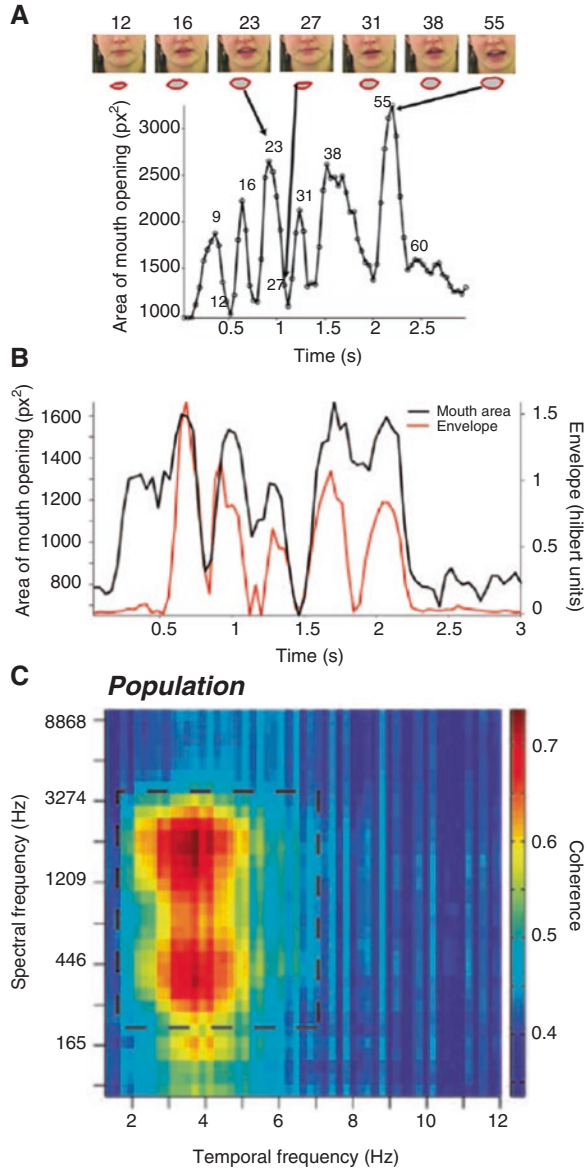 A
12 16 23 27 31 38 55
Area of mouth opening (px²)
3000
2500
2000
1500
1000
9
12
16
23
27
31
38
55
60
0.5 1 1.5 2 2.5
Time (s)
B
Area of mouth opening (px²)
1600
1400
1200
1000
800
Mouth area
Envelope
1.5
1
0.5
0
Envelope (hilbert units)
0.5 1 1.5 2 2.5 3
Time (s)
C
Population
Spectral frequency (Hz)
8868
3274
1209
446
165
0.7
0.6
0.5
0.4
Coherence
2 4 6 8 10 12
Temporal frequency (Hz)